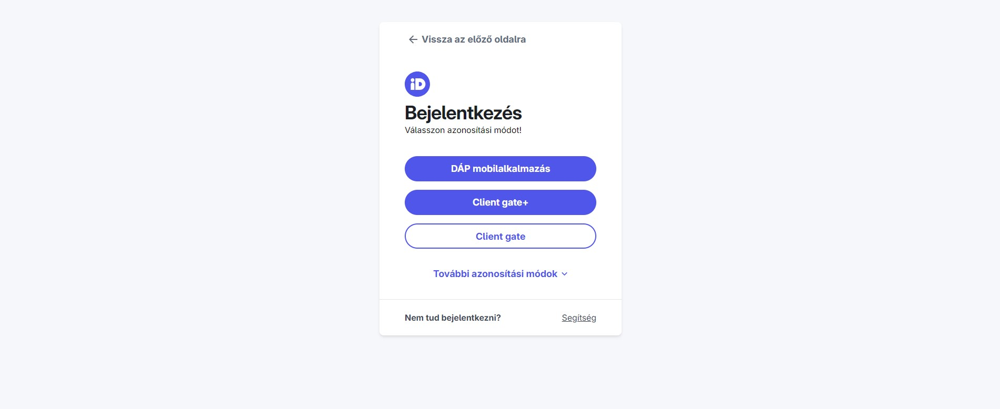 Vissza az előző oldalra
iD
Bejelentkezés
Válasszon azonosítási módot!
DÁP mobilalkalmazás
Client gate+
Client gate
További azonosítási módok
Nem tud bejelentkezni? Segítség